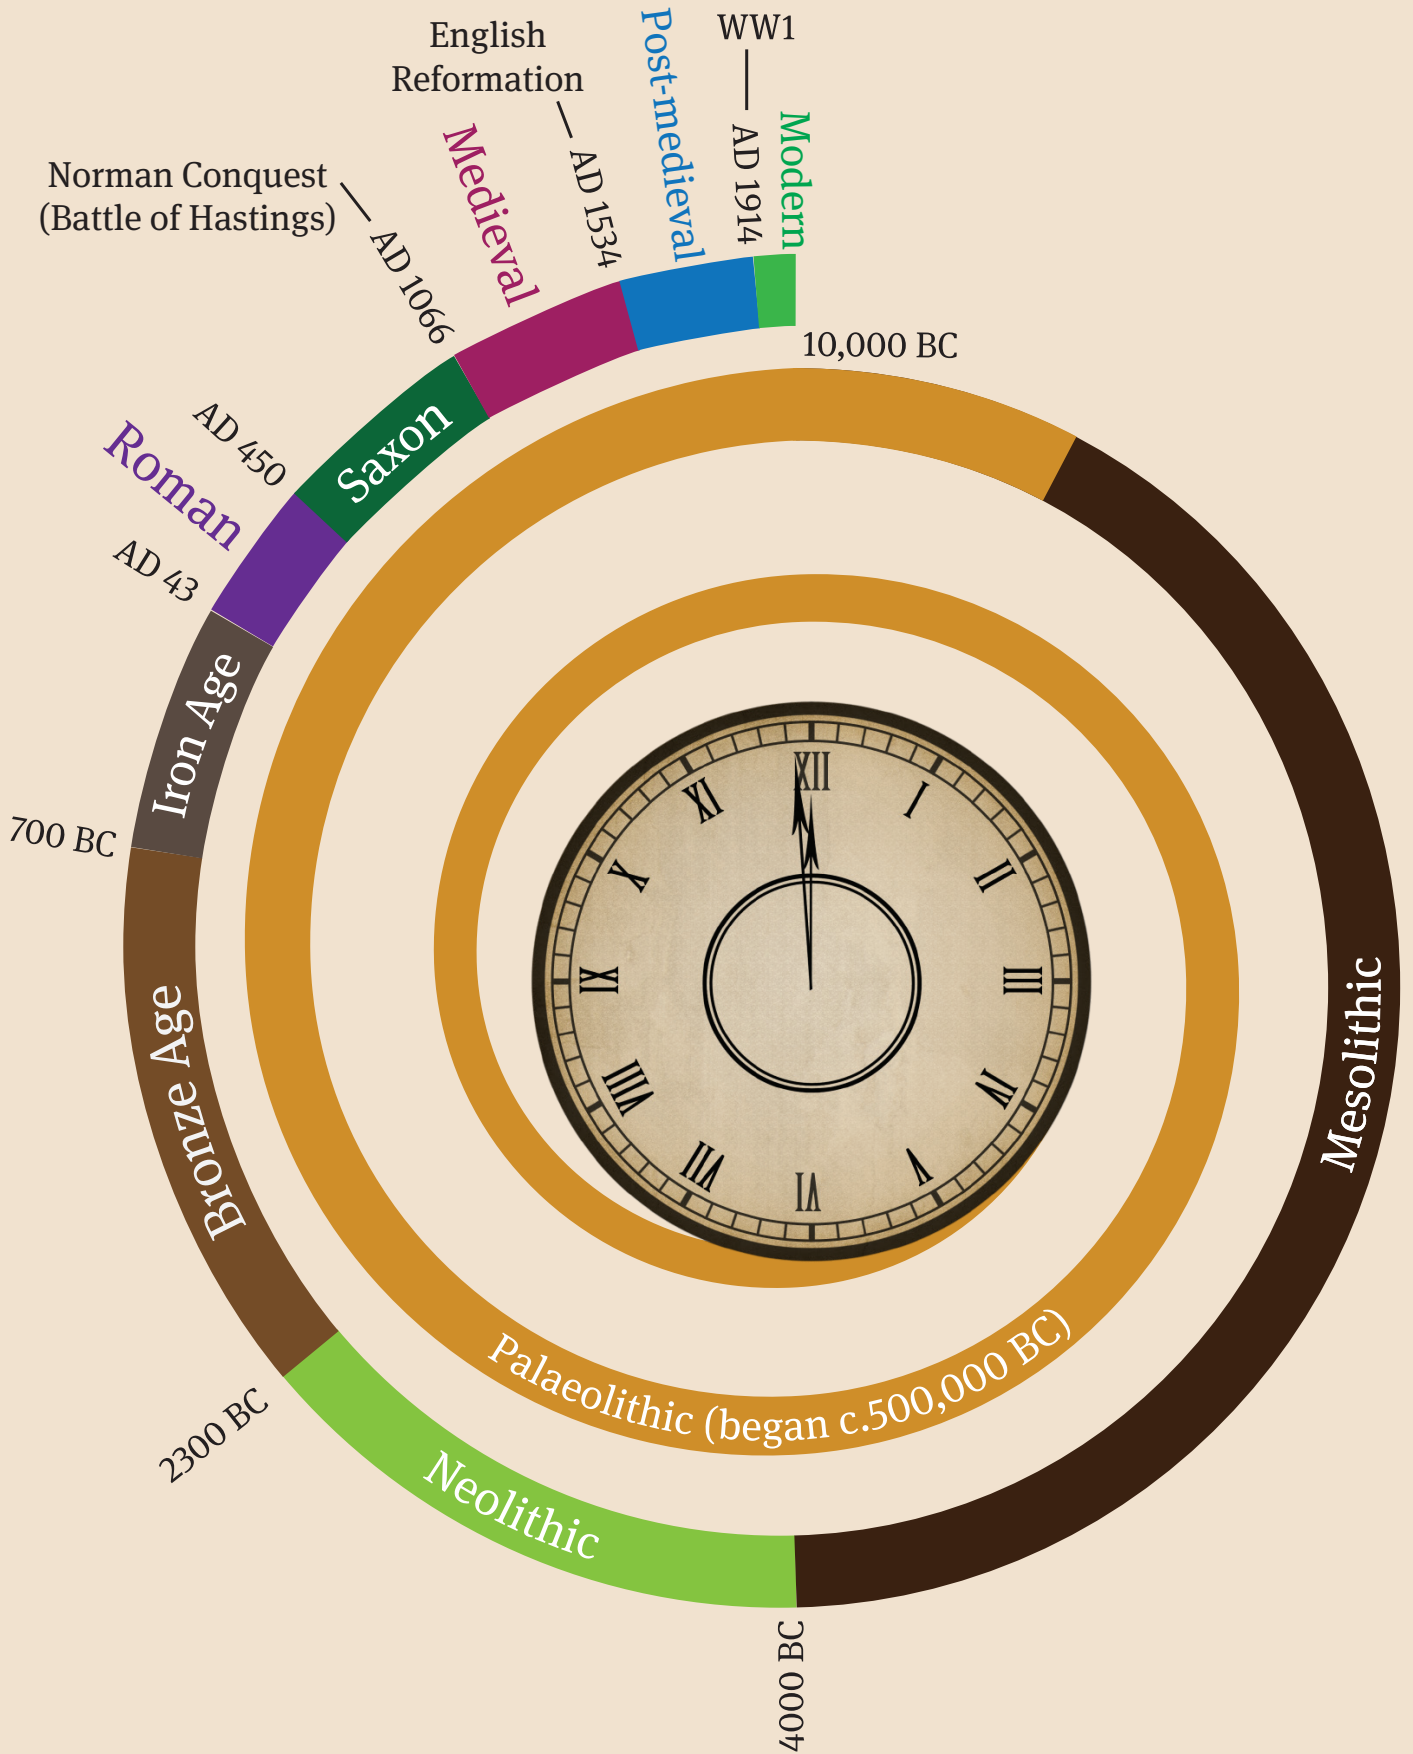 English
Reformation
Post-medieval
WW1
Medieval
AD 1534
AD 1914
Modern
Norman Conquest
(Battle of Hastings)
AD 1066
10,000 BC
AD 450
Saxon
Roman
AD 43
Iron Age
700 BC
Bronze Age
Mesolithic
XII
I
II
III
IV
V
VI
VII
IIII
IX
X
XI
Palaeolithic (began c.500,000 BC)
2300 BC
Neolithic
4000 BC